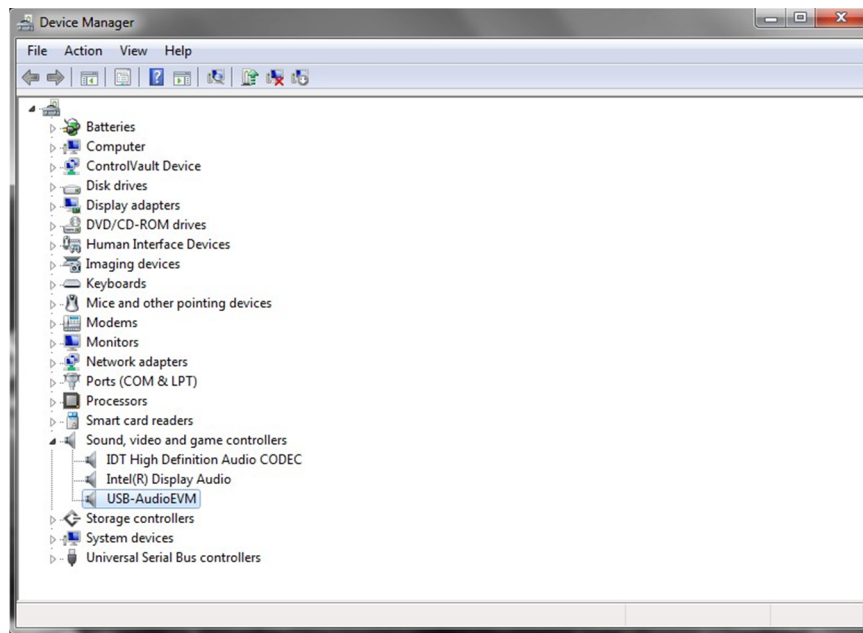 Device Manager
File Action View Help
Batteries
Computer
ControlVault Device
Disk drives
Display adapters
DVD/CD-ROM drives
Human Interface Devices
Imaging devices
Keyboards
Mice and other pointing devices
Modems
Monitors
Network adapters
Ports (COM & LPT)
Processors
Smart card readers
Sound, video and game controllers
IDT High Definition Audio CODEC
Intel(R) Display Audio
USB-AudioEVM
Storage controllers
System devices
Universal Serial Bus controllers